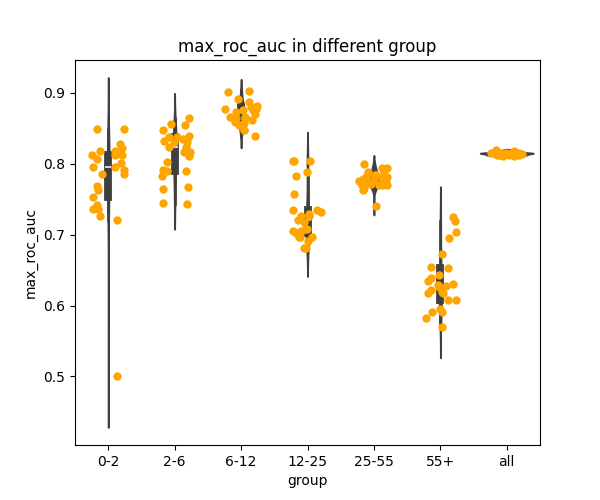 max_roc_auc in different group
max_roc_auc
0.9
0.8
0.7
0.6
0.5
0-2 2-6 6-12 12-25 25-55 55+ all
group